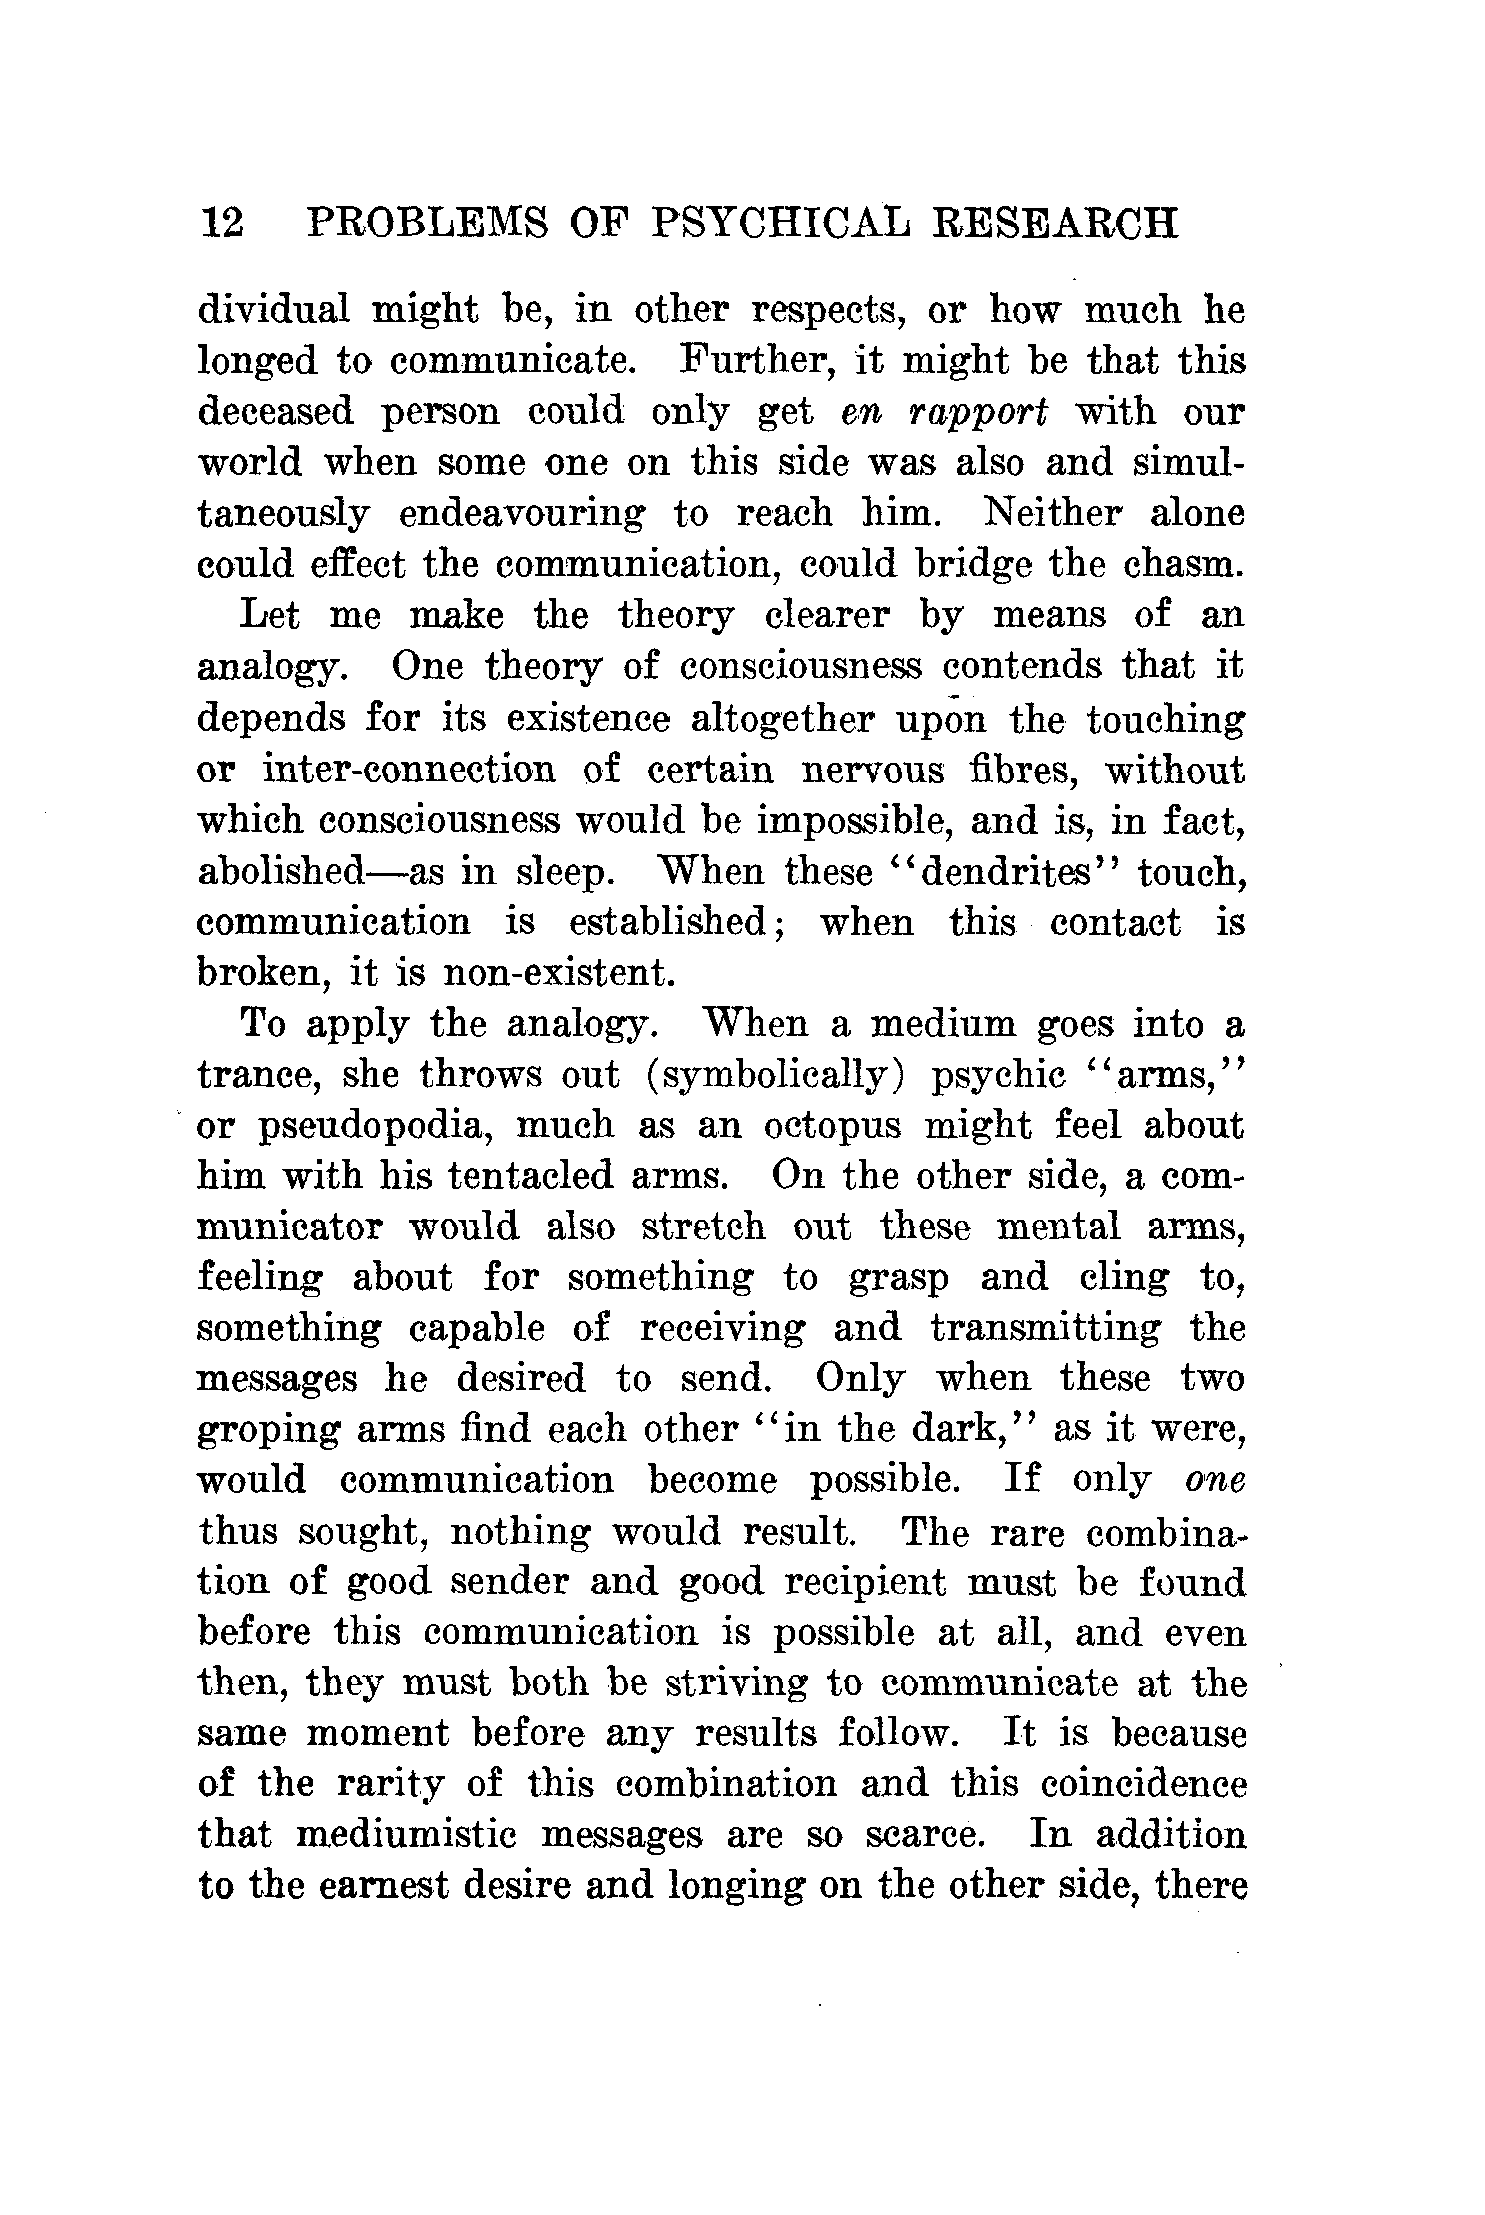 12 PROBLEMS OF PSYCHICAL RESEARCH
dividual might be, in other respects, or how much he
longed to communicate. Further, it might be that this
deceased person could only get en rapport with our
world when some one on this side was also and simul-
taneously endeavouring to reach him. Neither alone
could effect the communication, could bridge the chasm.
Let me make the theory clearer by means of an
analogy. One theory of consciousness contends that it
depends for its existence altogether upon the touching
or inter-connection of certain nervous fibres, without
which consciousness would be impossible, and is, in fact,
abolished—as in sleep. When these "dendrites" touch,
communication is established; when this contact is
broken, it is non-existent.
To apply the analogy. When a medium goes into a
trance, she throws out (symbolically) psychic "arms,"
or pseudopodia, much as an octopus might feel about
him with his tentacled arms. On the other side, a com-
municator would also stretch out these mental arms,
feeling about for something to grasp and cling to,
something capable of receiving and transmitting the
messages he desired to send. Only when these two
groping arms find each other "in the dark," as it were,
would communication become possible. If only one
thus sought, nothing would result. The rare combina-
tion of good sender and good recipient must be found
before this communication is possible at all, and even
then, they must both be striving to communicate at the
same moment before any results follow. It is because
of the rarity of this combination and this coincidence
that mediumistic messages are so scarce. In addition
to the earnest desire and longing on the other side, there